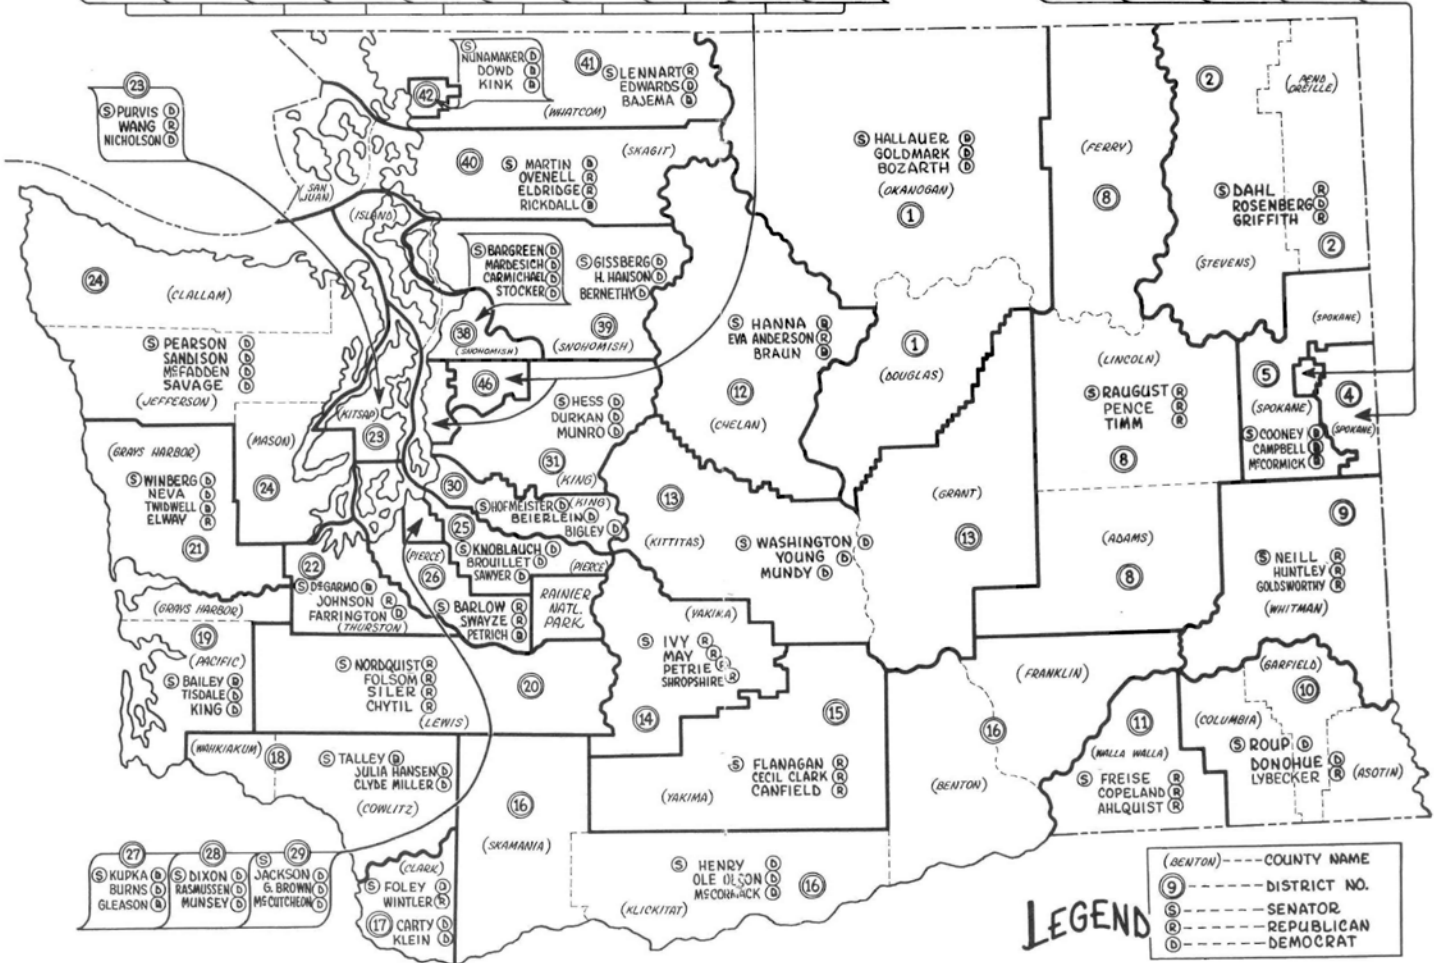 23
Ⓢ PURVIS Ⓓ
WANG Ⓡ
NICHOLSON Ⓓ
Ⓢ
NUNAMAKER Ⓓ
DOWD Ⓓ
KINK Ⓓ
42
41
Ⓢ LENNART Ⓡ
EDWARDS Ⓓ
BAJEMA Ⓓ
(WHATCOM)
40
(SKAGIT)
Ⓢ MARTIN Ⓓ
OVENELL Ⓡ
ELDRIDGE Ⓡ
RICKDALL Ⓓ
(SAN JUAN)
(ISLAND)
Ⓢ BARGREEN Ⓓ
MARDESICH Ⓓ
CARMICHAEL Ⓓ
STOCKER Ⓓ
38
(SNOHOMISH)
Ⓢ GISSBERG Ⓓ
H. HANSON Ⓓ
BERNETHY Ⓓ
39
(SNOHOMISH)
Ⓢ HALLAUER
GOLDMARK Ⓓ
BOZARTH Ⓓ
(OKANOGAN)
1
(FERRY)
8
2
(PEND OREILLE)
Ⓢ DAHL Ⓡ
ROSENBERG Ⓓ
GRIFFITH Ⓡ
2
(STEVENS)
24
(CLALLAM)
Ⓢ PEARSON Ⓓ
SANDISON Ⓓ
McFADDEN Ⓓ
SAVAGE Ⓓ
(JEFFERSON)
(MASON)
24
(KITSAP)
23
46
Ⓢ HESS Ⓓ
DURKAN Ⓓ
MUNRO Ⓓ
31
(KING)
Ⓢ HANNA
EVA ANDERSON Ⓡ
BRAUN Ⓓ
12
(CHELAN)
1
(DOUGLAS)
(LINCOLN)
Ⓢ RAUGUST Ⓡ
PENCE Ⓡ
TIMM Ⓡ
8
(SPOKANE)
5
(SPOKANE)
Ⓢ COONEY Ⓓ
CAMPBELL Ⓓ
McCORMICK Ⓓ
4
(SPOKANE)
(GRAYS HARBOR)
Ⓢ WINBERG Ⓓ
NEVA Ⓓ
TWIDWELL Ⓓ
ELWAY Ⓡ
21
30
Ⓢ HOFMEISTER Ⓓ (KING)
BEIERLEIN Ⓓ
BIGLEY Ⓓ
25
Ⓢ KNOBLAUCH Ⓓ
BROUILLET Ⓓ
SAWYER Ⓓ
(PIERCE)
(PIERCE)
26
Ⓢ BARLOW Ⓡ
SWAYZE Ⓡ
PETRICH Ⓓ
RAINIER
NATL.
PARK
22
Ⓢ DeGARMO Ⓓ
JOHNSON Ⓡ
FARRINGTON Ⓓ
(THURSTON)
13
(KITTITAS)
Ⓢ WASHINGTON Ⓓ
YOUNG Ⓓ
MUNDY Ⓓ
(GRANT)
13
(ADAMS)
8
9
Ⓢ NEILL Ⓡ
HUNTLEY Ⓡ
GOLDSWORTHY Ⓡ
(WHITMAN)
(GRAYS HARBOR)
19
(PACIFIC)
Ⓢ BAILEY
TISDALE Ⓓ
KING Ⓓ
Ⓢ NORDQUIST Ⓡ
FOLSOM Ⓡ
SILER Ⓡ
CHYTIL Ⓡ
(LEWIS)
20
(YAKIKA)
Ⓢ IVY Ⓡ
MAY Ⓡ
PETRIE
SHROPSHIRE Ⓡ
14
15
Ⓢ FLANAGAN Ⓡ
CECIL CLARK Ⓡ
CANFIELD Ⓡ
(YAKIMA)
(FRANKLIN)
16
(BENTON)
11
(WALLA WALLA)
Ⓢ FREISE Ⓡ
COPELAND Ⓡ
AHLQUIST Ⓡ
(GARFIELD)
10
(COLUMBIA)
Ⓢ ROUP Ⓓ
DONOHUE Ⓓ
LYBECKER Ⓡ
(ASOTIN)
(WAHKIAKUM)
18
Ⓢ TALLEY Ⓓ
JULIA HANSEN Ⓓ
CLYDE MILLER Ⓓ
(COWLITZ)
16
(SKAMANIA)
Ⓢ HENRY Ⓓ
OLE OLSON Ⓓ
McCORMACK Ⓓ
16
(KLICKITAT)
27
Ⓢ KUPKA Ⓓ
BURNS Ⓓ
GLEASON Ⓓ
28
Ⓢ DIXON Ⓓ
RASMUSSEN Ⓓ
MUNSEY Ⓓ
29
Ⓢ
JACKSON Ⓓ
G. BROWN Ⓓ
McCUTCHEON Ⓓ
(CLARK)
Ⓢ FOLEY
WINTLER Ⓡ
17 CARTY Ⓓ
KLEIN Ⓓ
LEGEND
(BENTON) ---- COUNTY NAME
9 ------- DISTRICT NO.
Ⓢ ------- SENATOR
Ⓡ ------- REPUBLICAN
Ⓓ ------- DEMOCRAT